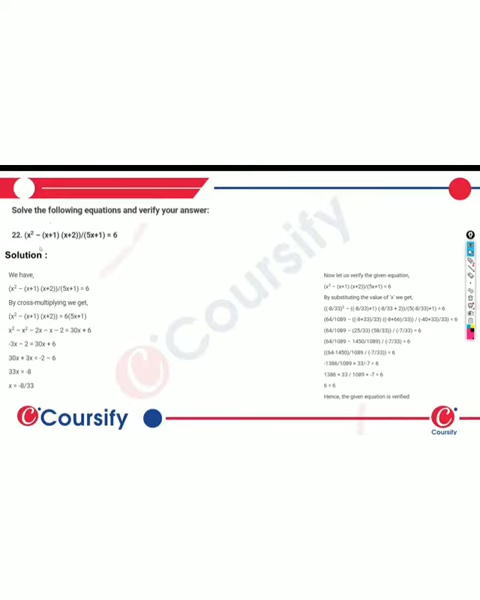 Solve the following equations and verify your answer:
22. (x² – (x+1) (x+2))/(5x+1) = 6
Solution :
We have,
(x² – (x+1) (x+2))/(5x+1) = 6
By cross-multiplying we get,
(x² – (x+1) (x+2)) = 6(5x+1)
x² – x² – 2x – x – 2 = 30x + 6
-3x – 2 = 30x + 6
30x + 3x = -2 – 6
33x = -8
x = -8/33
Now let us verify the given equation,
(x² – (x+1) (x+2))/(5x+1) = 6
By substituting the value of 'x' we get,
((-8/33)² – ((-8/33)+1) (-8/33 + 2))/(5(-8/33)+1) = 6
(64/1089 – ((-8+33)/33) ((-8+66)/33)) / (-40+33)/33) = 6
(64/1089 – (25/33) (58/33)) / (-7/33) = 6
(64/1089 – 1450/1089) / (-7/33) = 6
((64-1450)/1089 / (-7/33)) = 6
-1386/1089 × 33/-7 = 6
1386 × 33 / 1089 × -7 = 6
6 = 6
Hence, the given equation is verified
Coursify
Coursify
Coursify